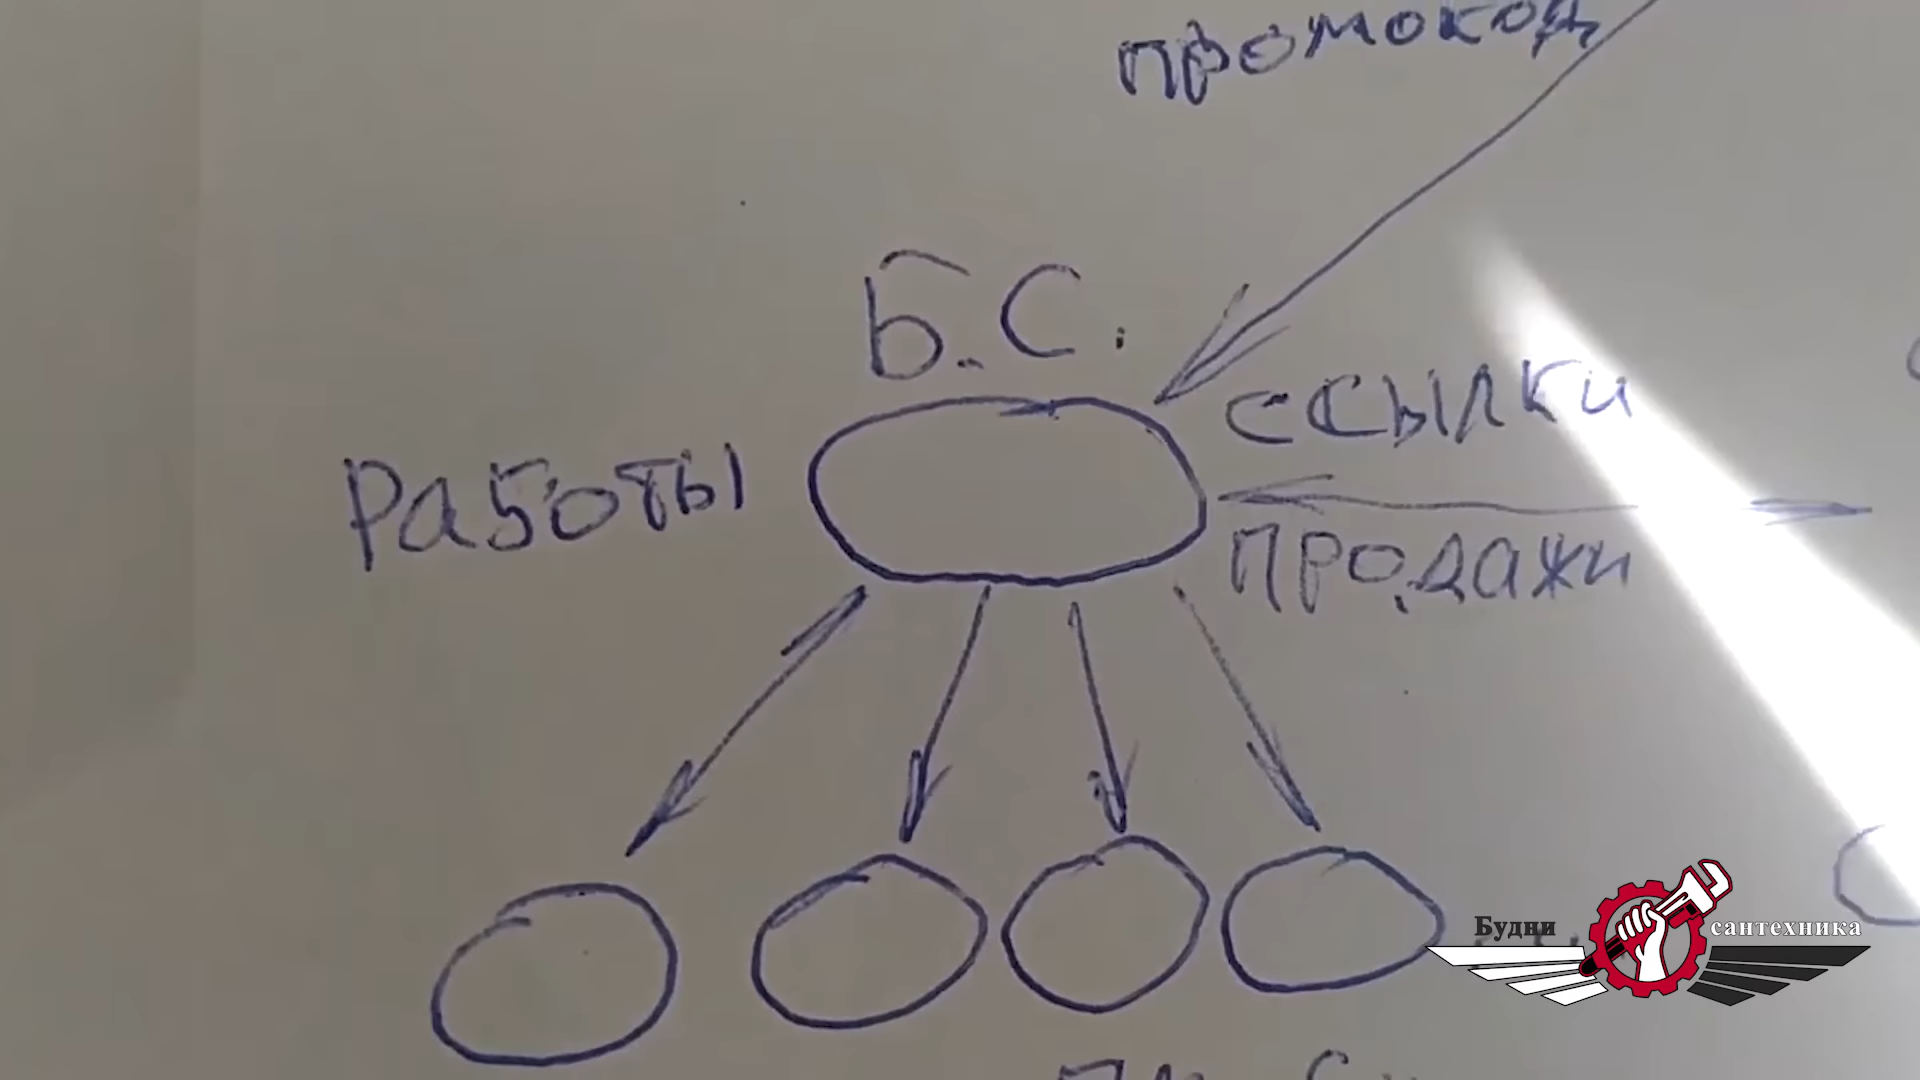 промокод
Б.С.
ссылки
Работы
продажи
Будни сантехника